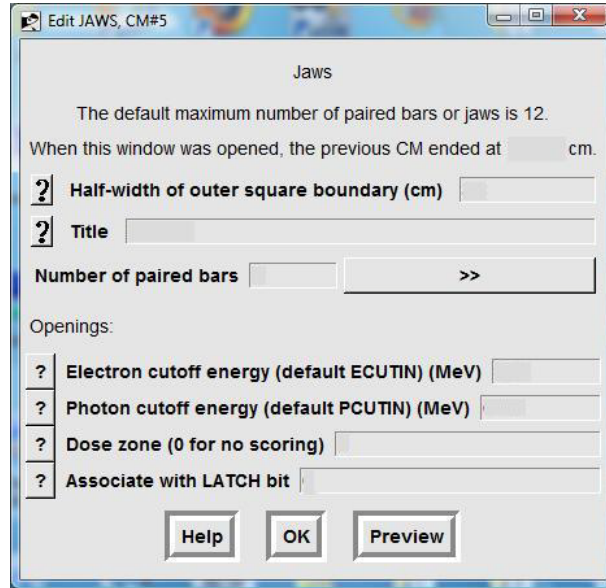 Edit JAWS, CM#5
Jaws
The default maximum number of paired bars or jaws is 12.
When this window was opened, the previous CM ended at cm.
? Half-width of outer square boundary (cm)
? Title
Number of paired bars >>
Openings:
? Electron cutoff energy (default ECUTIN) (MeV)
? Photon cutoff energy (default PCUTIN) (MeV)
? Dose zone (0 for no scoring)
? Associate with LATCH bit
Help OK Preview